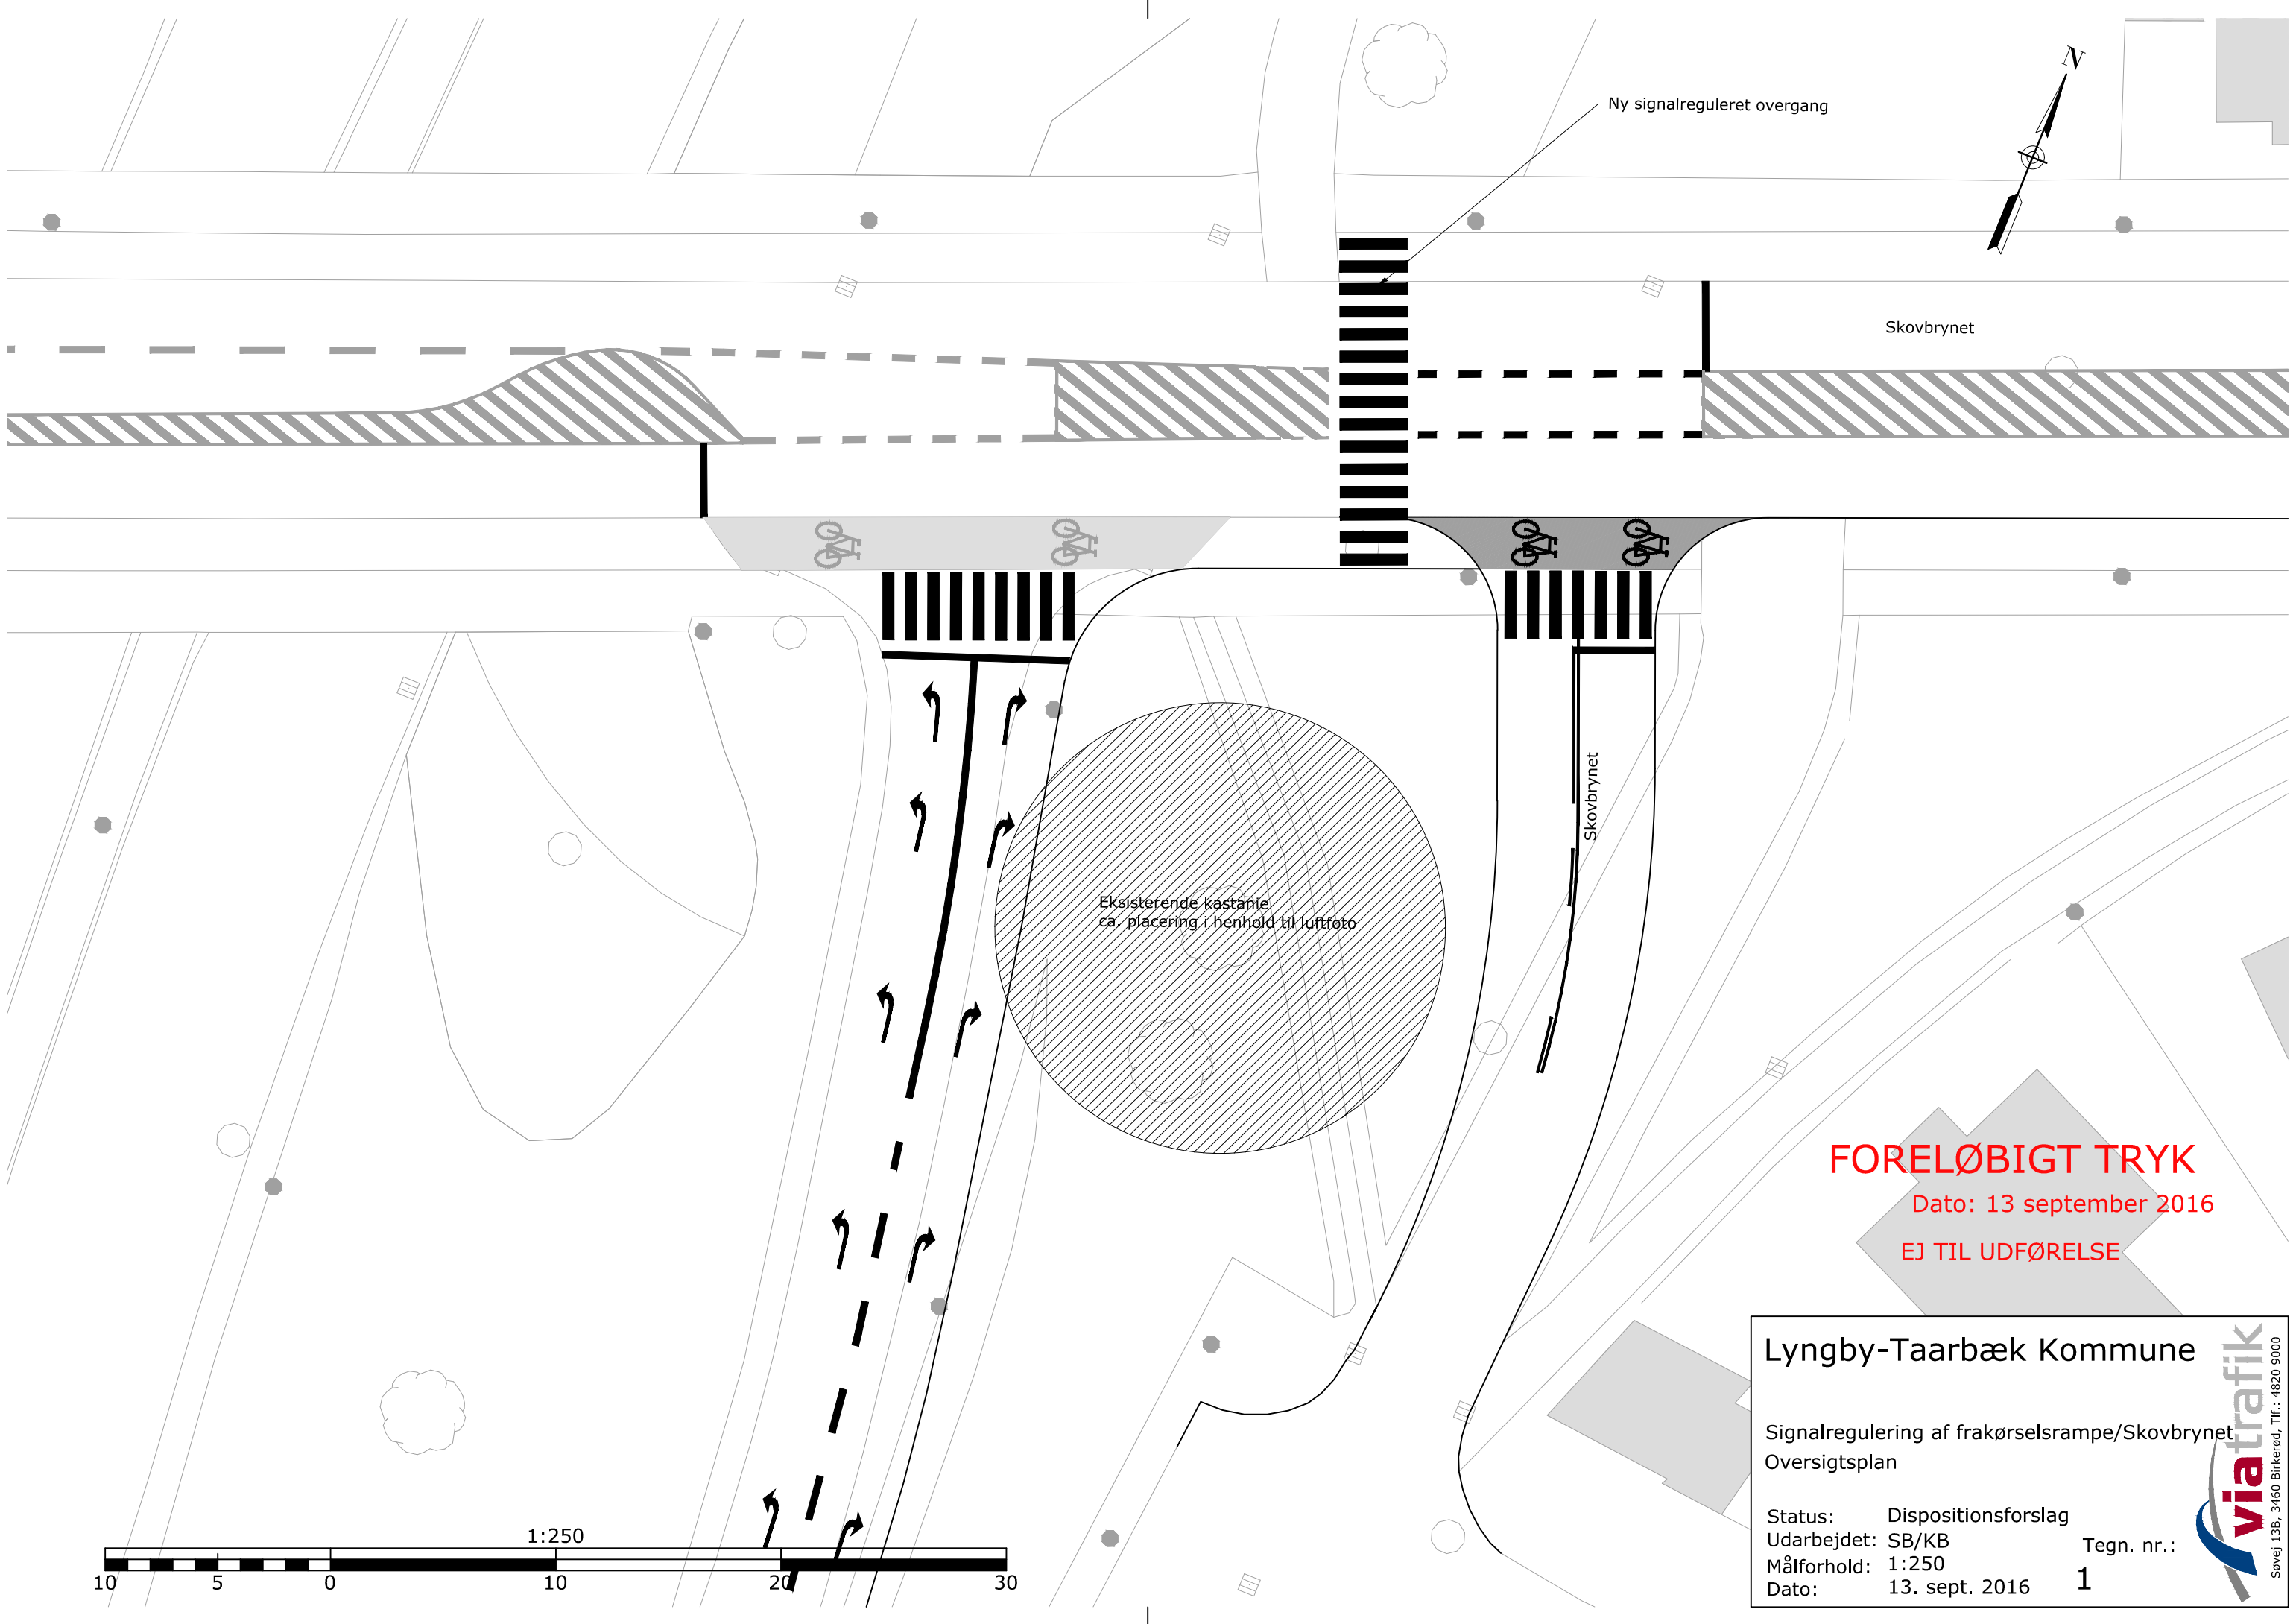 N
Ny signalreguleret overgang
Skovbrynet
Skovbrynet
Eksisterende kastanie
ca. placering i henhold til luftfoto
FORELØBIGT TRYK
Dato: 13 september 2016
EJ TIL UDFØRELSE
Lyngby-Taarbæk Kommune
Signalregulering af frakørselsrampe/Skovbrynet
Oversigtsplan
Status: Dispositionsforslag
Udarbejdet: SB/KB
Målforhold: 1:250
Dato: 13. sept. 2016
Tegn. nr.:
1
viatrafik
Søvej 13B, 3460 Birkerød, Tlf.: 4820 9000
1:250
10 5 0 10 20 30